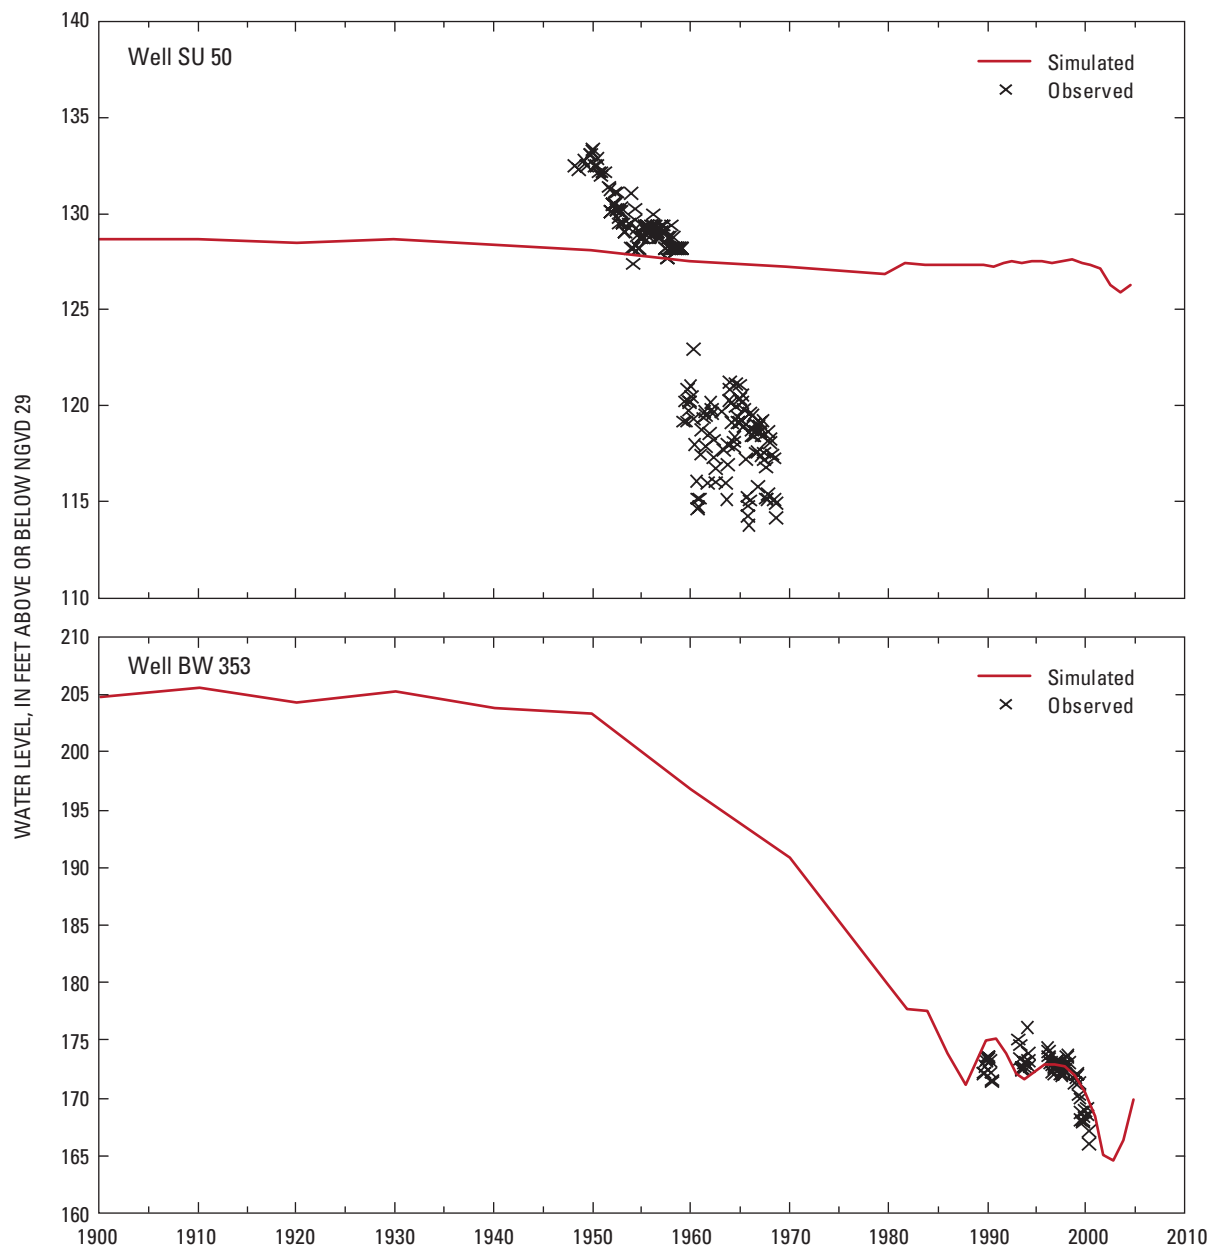 140
Well SU 50
Simulated
Observed
135
130
125
120
115
110
WATER LEVEL, IN FEET ABOVE OR BELOW NGVD 29
210
Well BW 353
Simulated
Observed
205
200
195
190
185
180
175
170
165
160
1900 1910 1920 1930 1940 1950 1960 1970 1980 1990 2000 2010